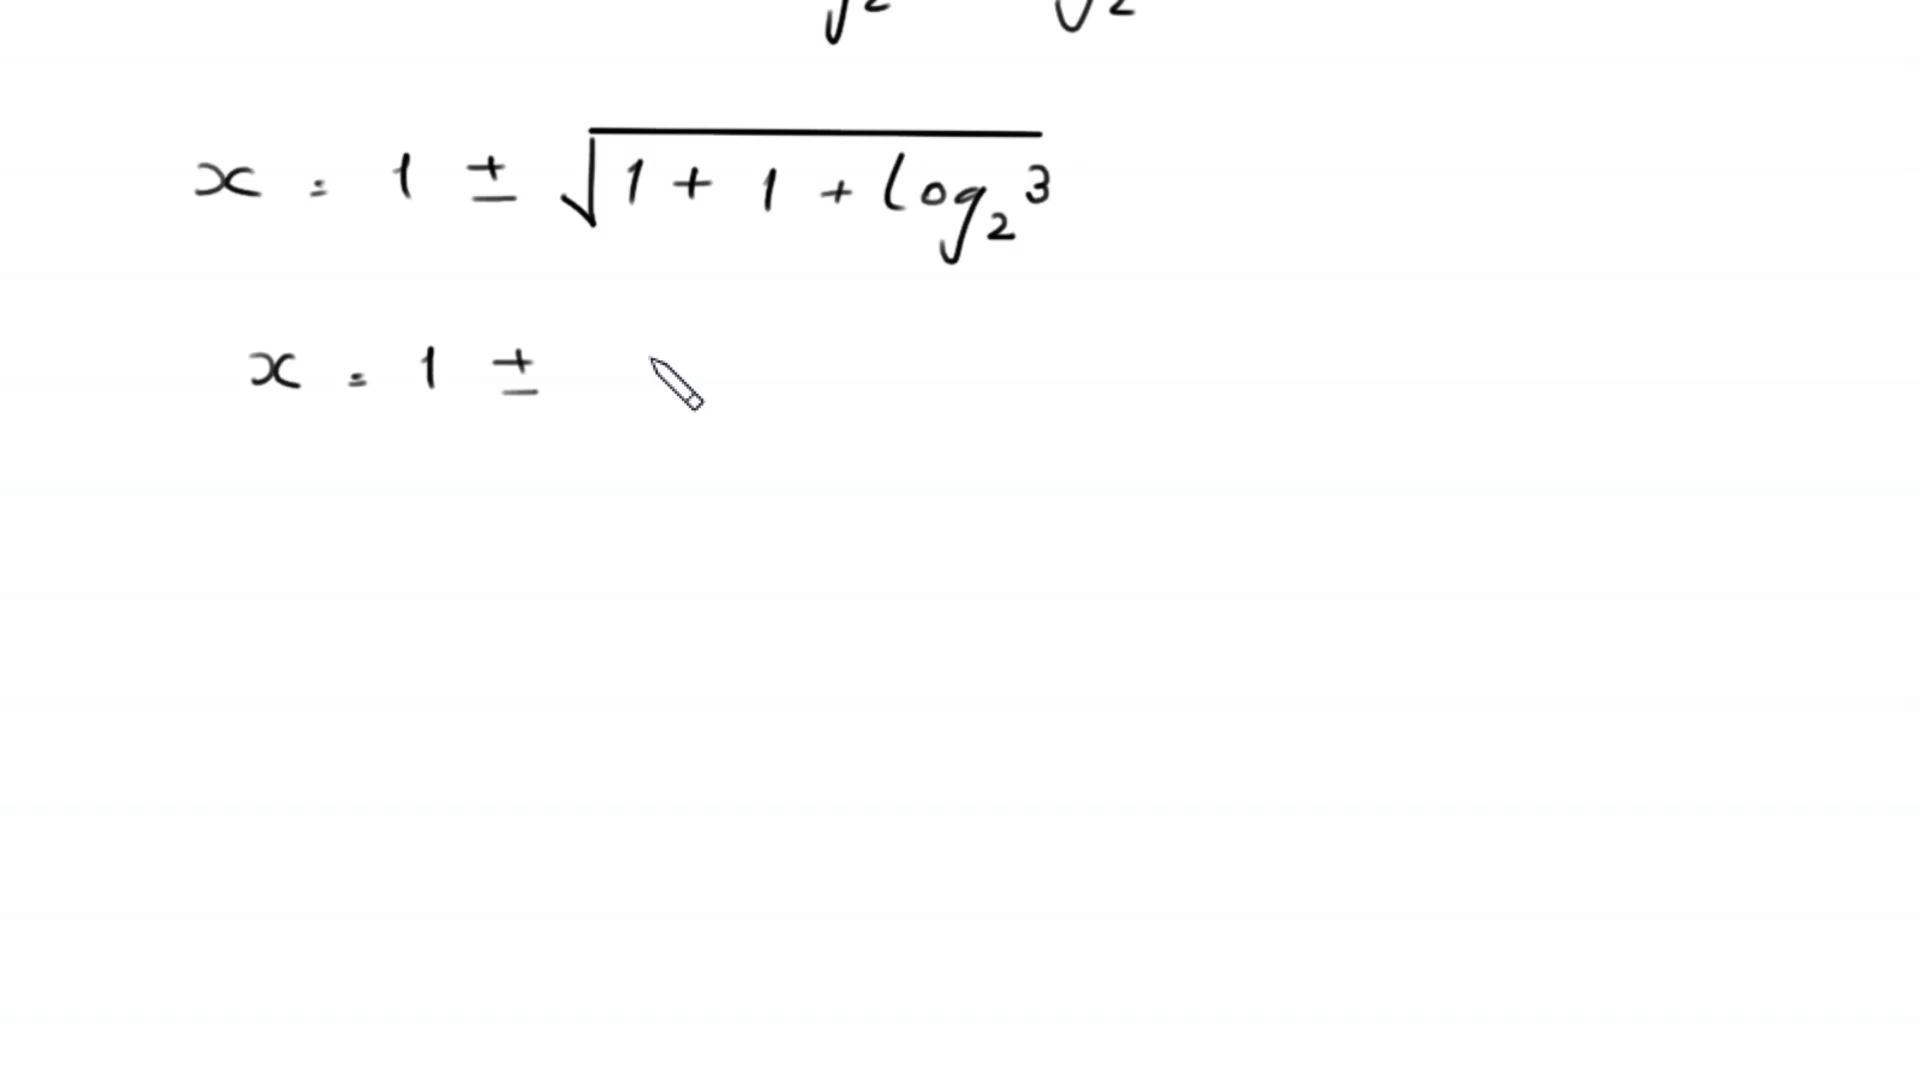 x = 1 ± √1 + 1 + log₂3
x = 1 ±